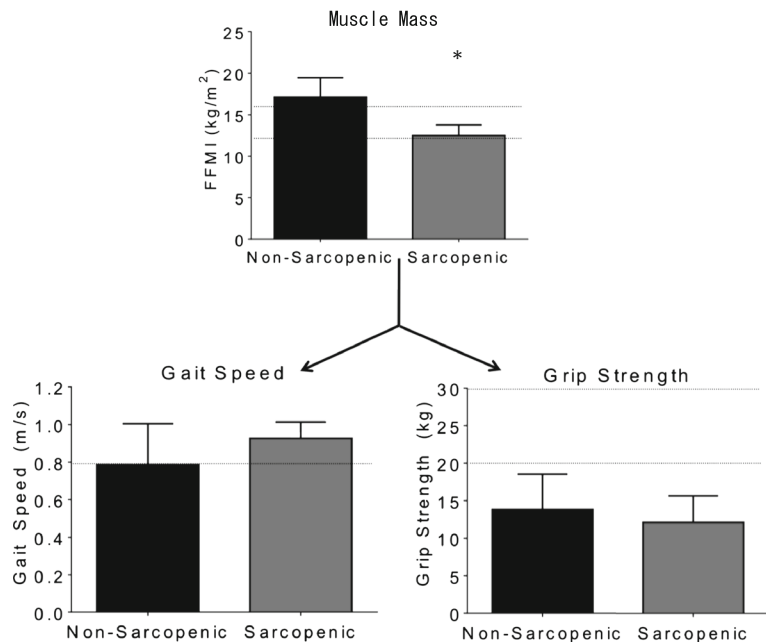 Muscle Mass
*
FFMI (kg/m²)
25
20
15
10
5
0
Non-Sarcopenic Sarcopenic
Gait Speed
Gait Speed (m/s)
1.2
1.0
0.8
0.6
0.4
0.2
0.0
Non-Sarcopenic Sarcopenic
Grip Strength
Grip Strength (kg)
30
20
15
10
5
0
Non-Sarcopenic Sarcopenic